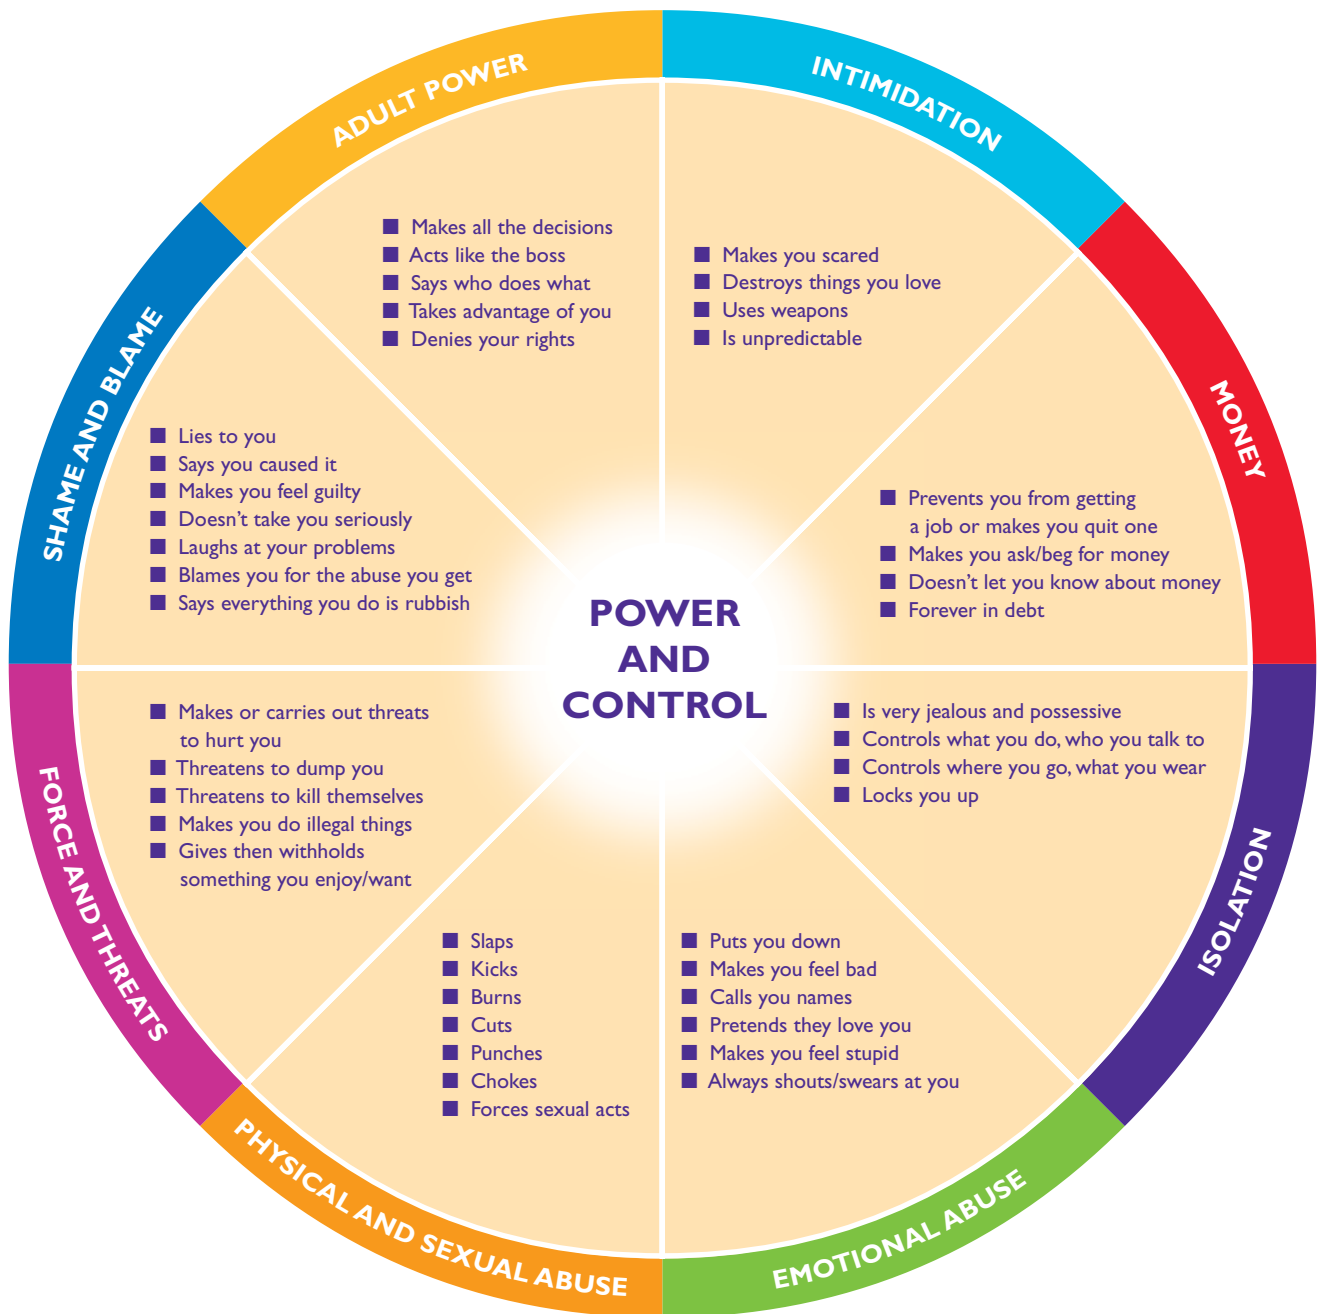 ADULT POWER
■ Makes all the decisions
■ Acts like the boss
■ Says who does what
■ Takes advantage of you
■ Denies your rights
INTIMIDATION
■ Makes you scared
■ Destroys things you love
■ Uses weapons
■ Is unpredictable
MONEY
■ Prevents you from getting
a job or makes you quit one
■ Makes you ask/beg for money
■ Doesn't let you know about money
■ Forever in debt
ISOLATION
■ Is very jealous and possessive
■ Controls what you do, who you talk to
■ Controls where you go, what you wear
■ Locks you up
EMOTIONAL ABUSE
■ Puts you down
■ Makes you feel bad
■ Calls you names
■ Pretends they love you
■ Makes you feel stupid
■ Always shouts/swears at you
PHYSICAL AND SEXUAL ABUSE
■ Slaps
■ Kicks
■ Burns
■ Cuts
■ Punches
■ Chokes
■ Forces sexual acts
FORCE AND THREATS
■ Makes or carries out threats
to hurt you
■ Threatens to dump you
■ Threatens to kill themselves
■ Makes you do illegal things
■ Gives then withholds
something you enjoy/want
SHAME AND BLAME
■ Lies to you
■ Says you caused it
■ Makes you feel guilty
■ Doesn't take you seriously
■ Laughs at your problems
■ Blames you for the abuse you get
■ Says everything you do is rubbish
POWER
AND
CONTROL